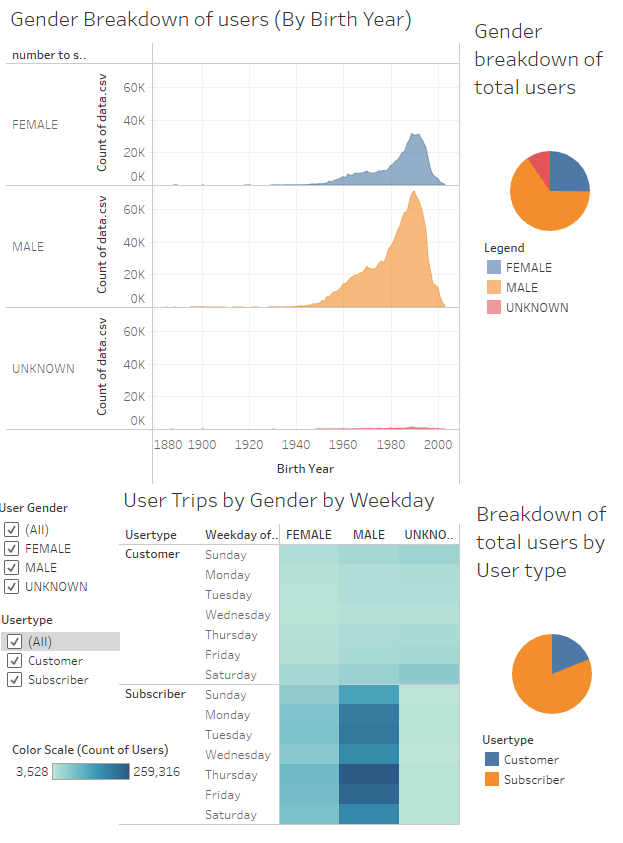 Gender Breakdown of users (By Birth Year)
number to s..
FEMALE
Count of data.csv
60K
40K
20K
0K
MALE
Count of data.csv
60K
40K
20K
0K
UNKNOWN
Count of data.csv
60K
40K
20K
0K
1880 1900 1920 1940 1960 1980 2000
Birth Year
Gender
breakdown of
total users
Legend
FEMALE
MALE
UNKNOWN
User Gender
(All)
FEMALE
MALE
UNKNOWN
Usertype
(All)
Customer
Subscriber
Color Scale (Count of Users)
3,528 259,316
User Trips by Gender by Weekday
Usertype Weekday of.. FEMALE MALE UNKNO..
Customer Sunday
Monday
Tuesday
Wednesday
Thursday
Friday
Saturday
Subscriber Sunday
Monday
Tuesday
Wednesday
Thursday
Friday
Saturday
Breakdown of
total users by
User type
Usertype
Customer
Subscriber